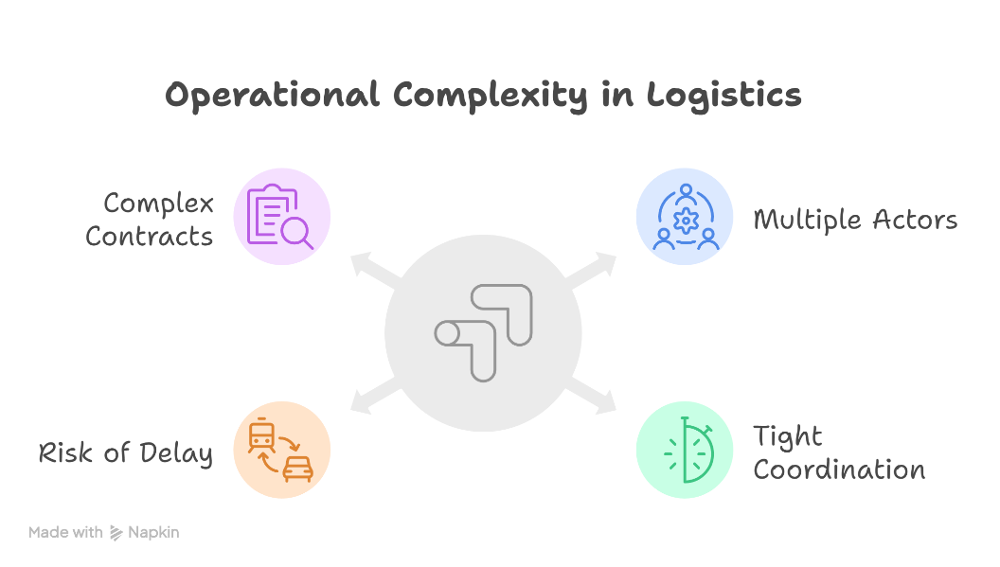 Operational Complexity in Logistics
Complex
Contracts
Multiple Actors
Risk of Delay
Tight
Coordination
Made with Napkin